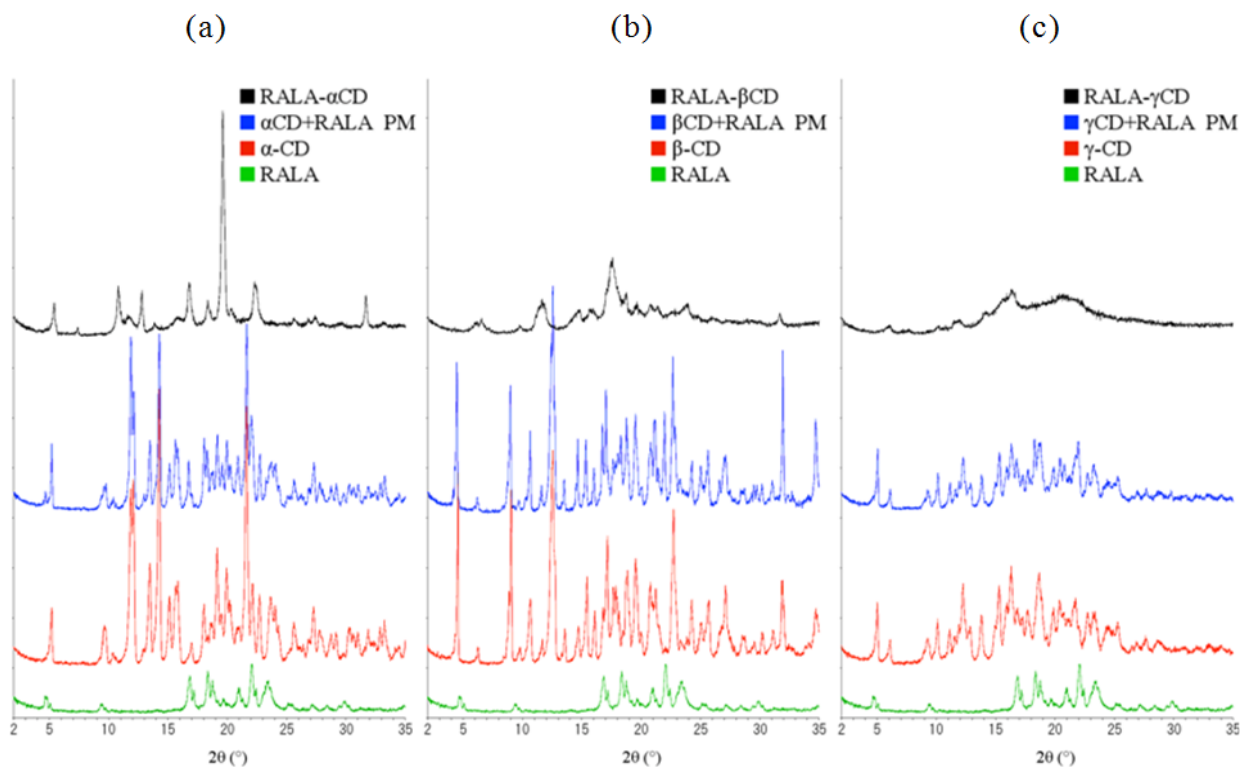 (a)
(b)
(c)
RALA-αCD
αCD+RALA PM
α-CD
RALA
RALA-βCD
βCD+RALA PM
β-CD
RALA
RALA-γCD
γCD+RALA PM
γ-CD
RALA
2 5 10 15 20 25 30 35
2 5 10 15 20 25 30 35
2 5 10 15 20 25 30 35
2θ (°)
2θ (°)
2θ (°)